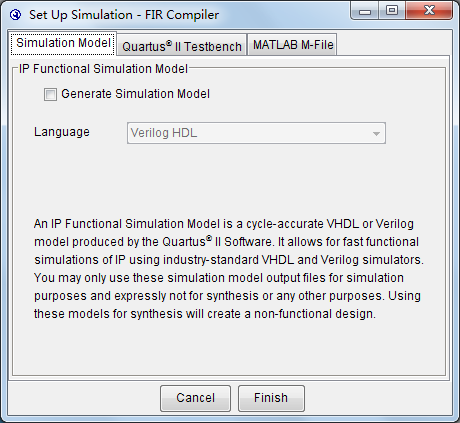 Set Up Simulation - FIR Compiler
Simulation Model Quartus® II Testbench MATLAB M-File
IP Functional Simulation Model
Generate Simulation Model
Language Verilog HDL
An IP Functional Simulation Model is a cycle-accurate VHDL or Verilog
model produced by the Quartus® II Software. It allows for fast functional
simulations of IP using industry-standard VHDL and Verilog simulators.
You may only use these simulation model output files for simulation
purposes and expressly not for synthesis or any other purposes. Using
these models for synthesis will create a non-functional design.
Cancel Finish